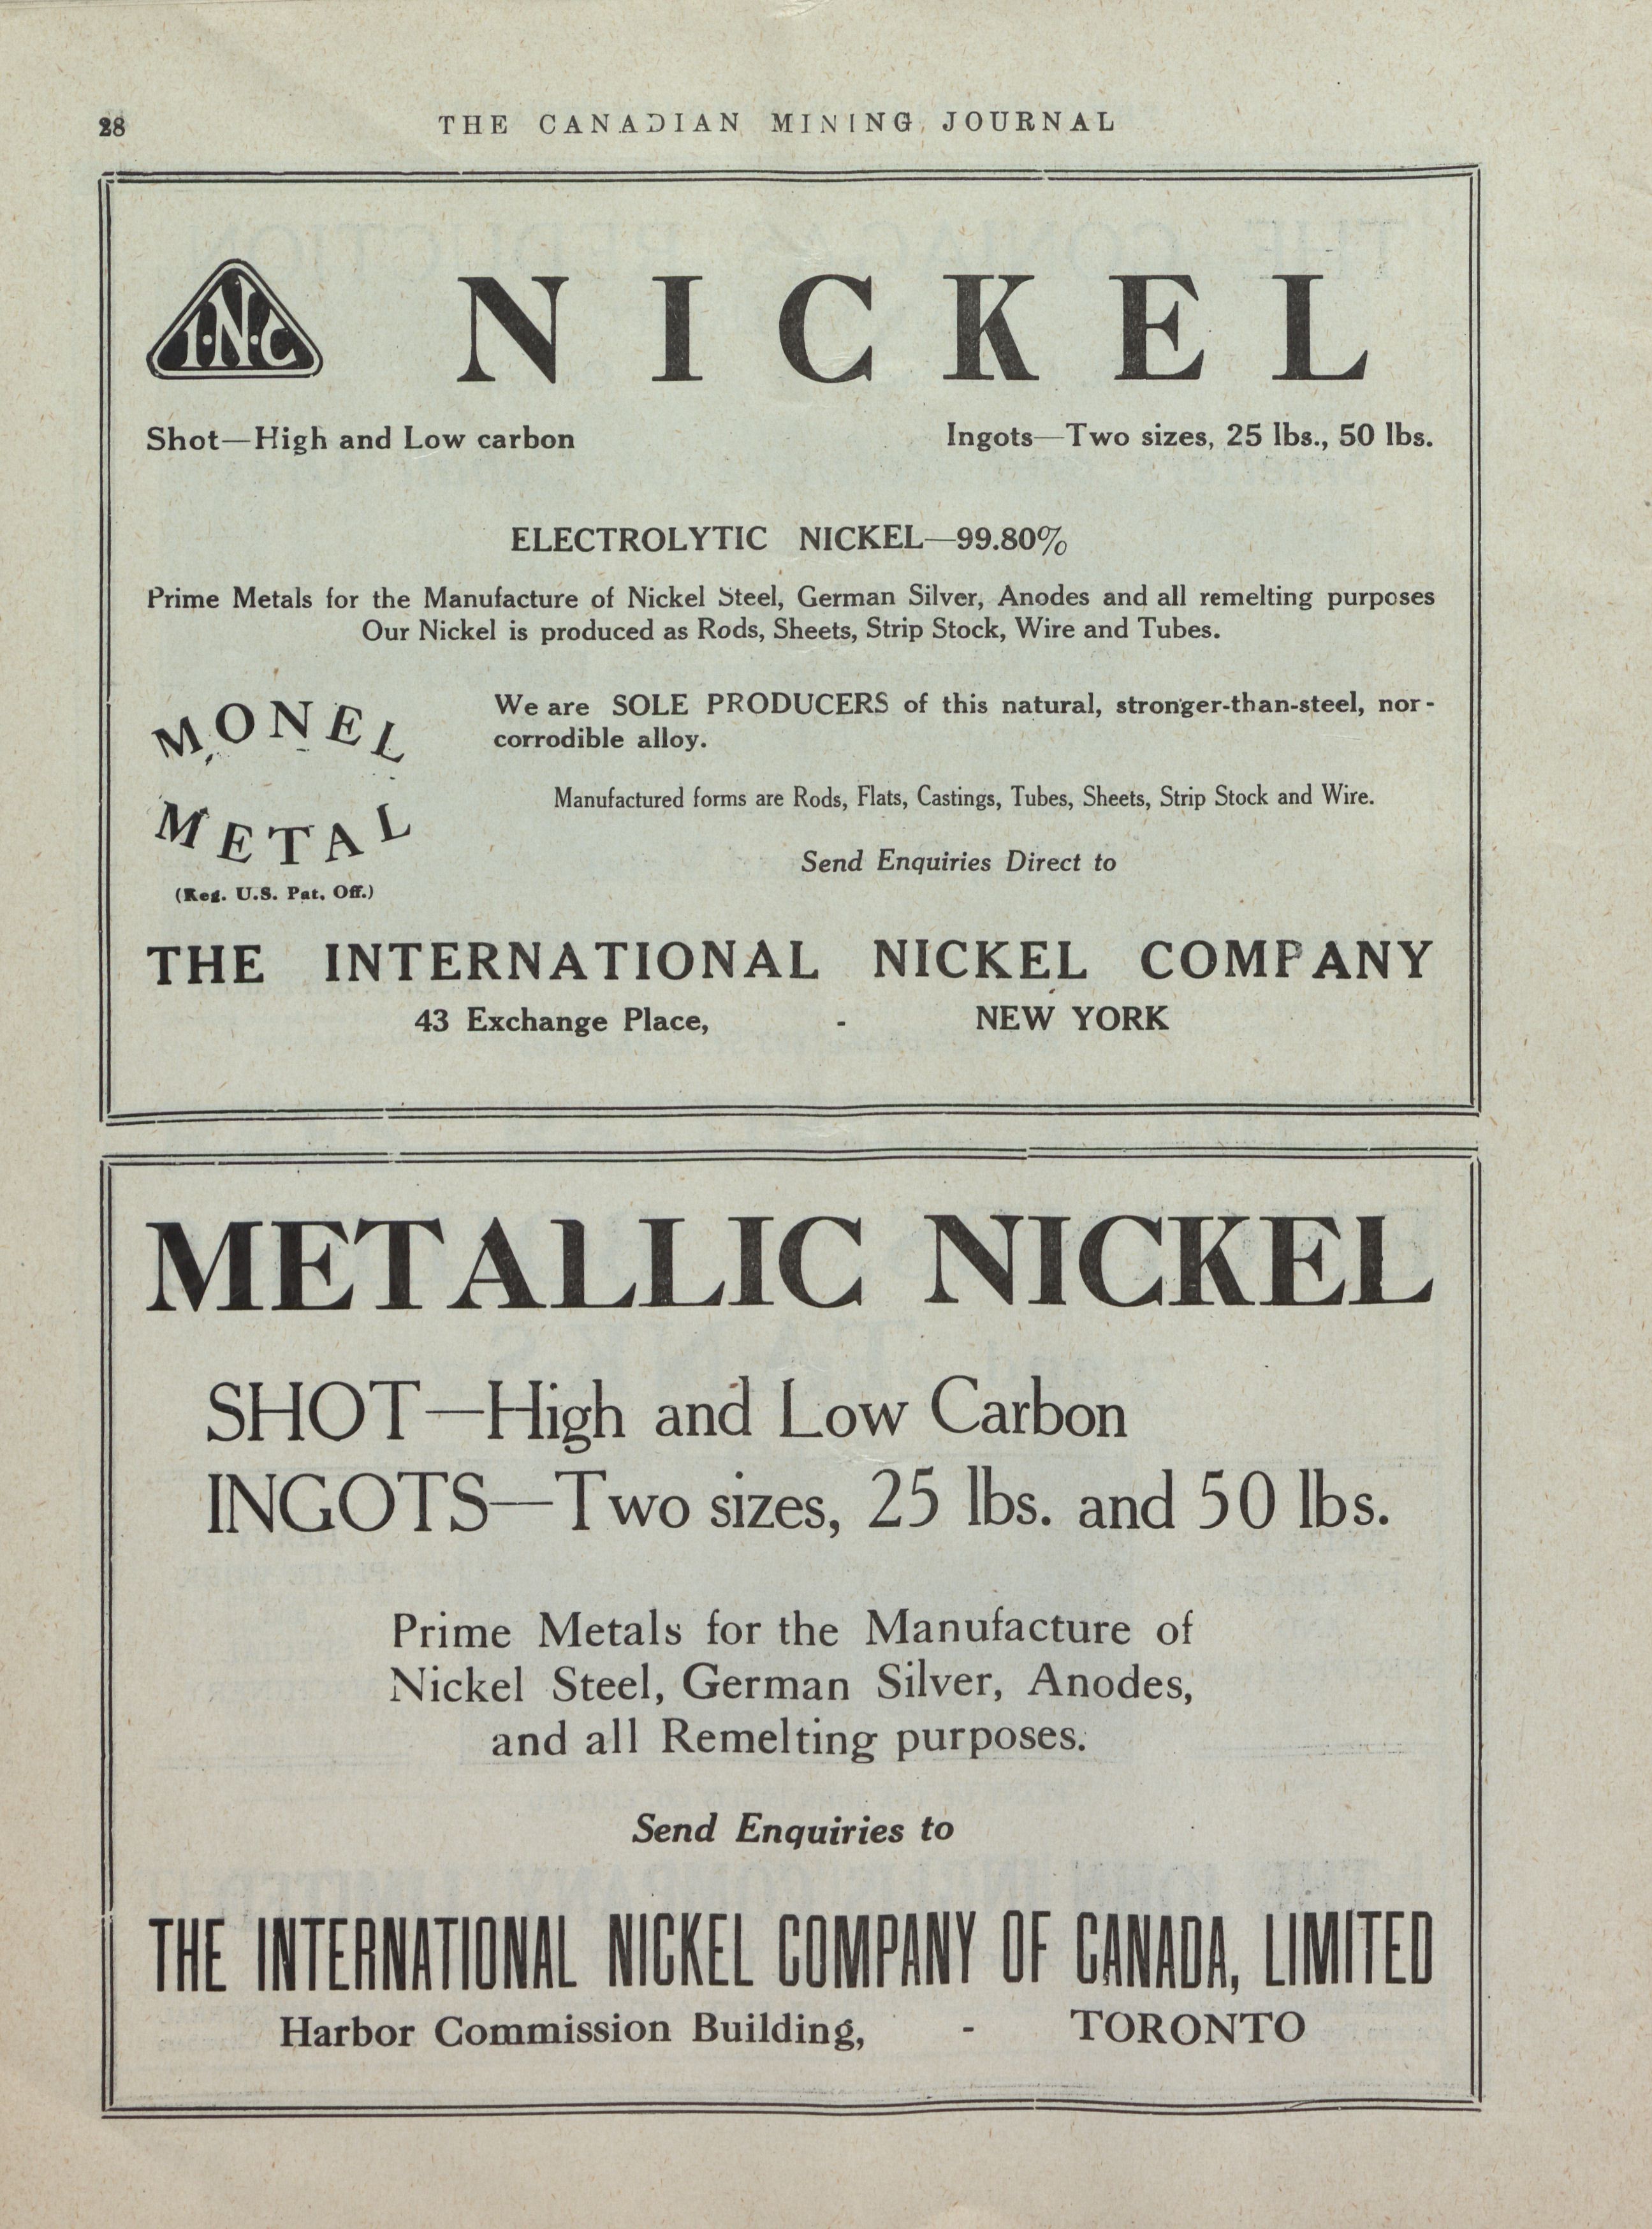 28
THE CANADIAN MINING JOURNAL
I·N·C
NICKEL
Shot—High and Low carbon
Ingots—Two sizes, 25 lbs., 50 lbs.
ELECTROLYTIC NICKEL—99.80%
Prime Metals for the Manufacture of Nickel Steel, German Silver, Anodes and all remelting purposes
Our Nickel is produced as Rods, Sheets, Strip Stock, Wire and Tubes.
MONEL
METAL
(Reg. U.S. Pat. Off.)
We are SOLE PRODUCERS of this natural, stronger-than-steel, nor-
corrodible alloy.
Manufactured forms are Rods, Flats, Castings, Tubes, Sheets, Strip Stock and Wire.
Send Enquiries Direct to
THE INTERNATIONAL NICKEL COMPANY
43 Exchange Place, - NEW YORK
METALLIC NICKEL
SHOT—High and Low Carbon
INGOTS—Two sizes, 25 lbs. and 50 lbs.
Prime Metals for the Manufacture of
Nickel Steel, German Silver, Anodes,
and all Remelting purposes.
Send Enquiries to
THE INTERNATIONAL NICKEL COMPANY OF CANADA, LIMITED
Harbor Commission Building, - TORONTO